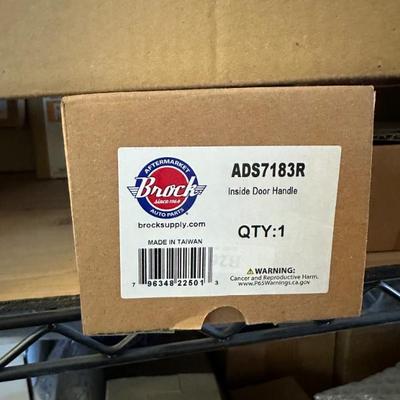 AFTERMARKET
Brock
since 1969
AUTO PARTS
brocksupply.com
MADE IN TAIWAN
7 96348 22501 3
ADS7183R
Inside Door Handle
QTY:1
WARNING:
Cancer and Reproductive Harm.
www.P65Warnings.ca.gov